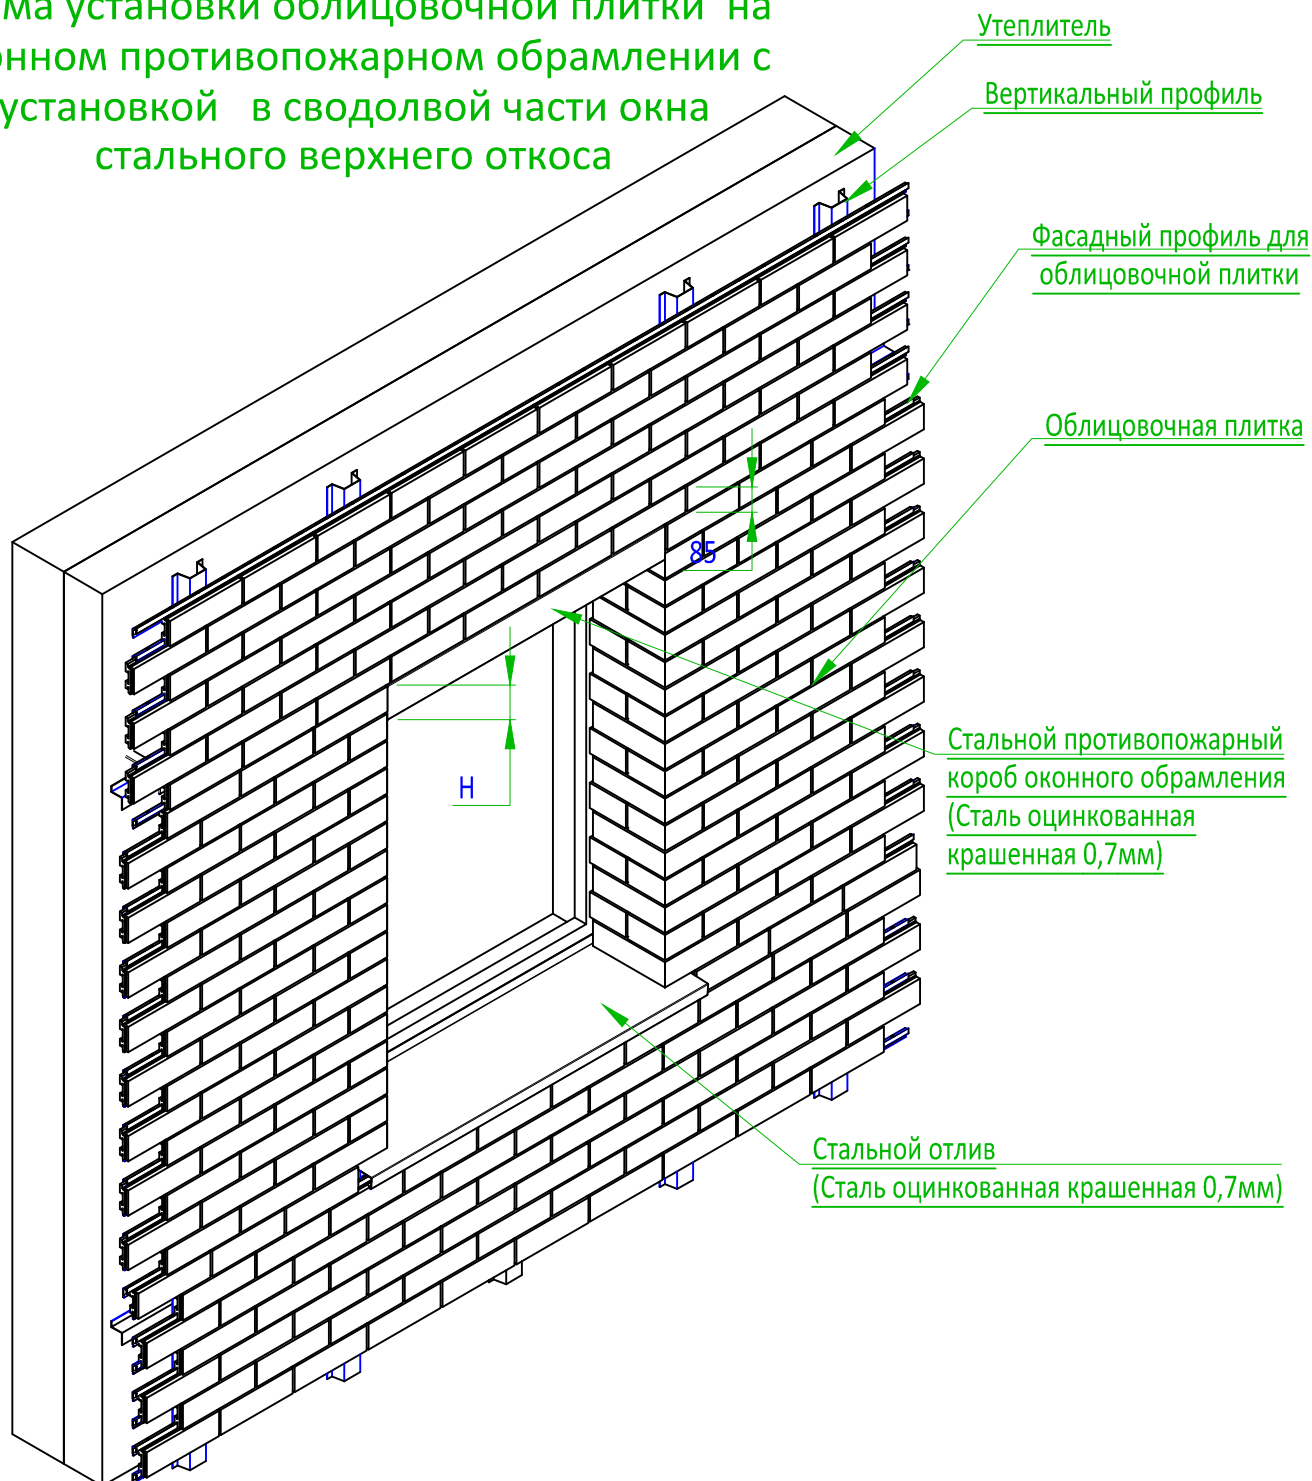 ма установки облицовочной плитки на
онном противопожарном обрамлении с
установкой в сводолвой части окна
стального верхнего откоса
Утеплитель
Вертикальный профиль
Фасадный профиль для
облицовочной плитки
Облицовочная плитка
85
H
Стальной противопожарный
короб оконного обрамления
(Сталь оцинкованная
крашенная 0,7мм)
Стальной отлив
(Сталь оцинкованная крашенная 0,7мм)